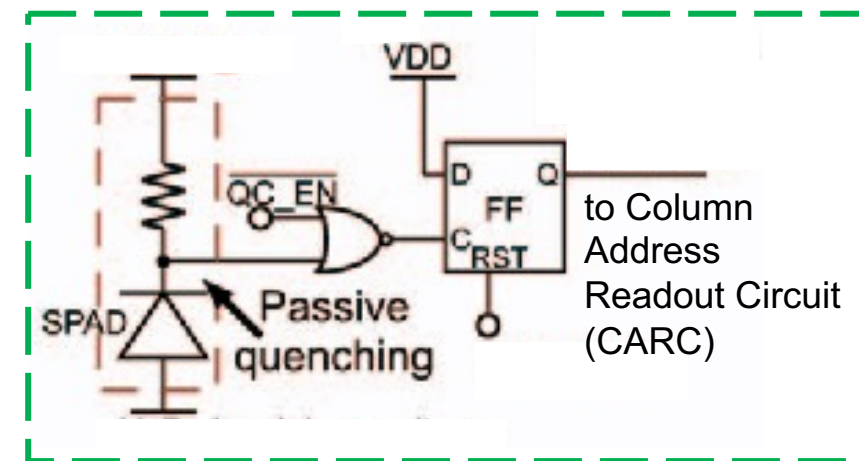 VDD
QC_EN
D Q
FF
C
RST
SPAD
Passive
quenching
to Column
Address
Readout Circuit
(CARC)